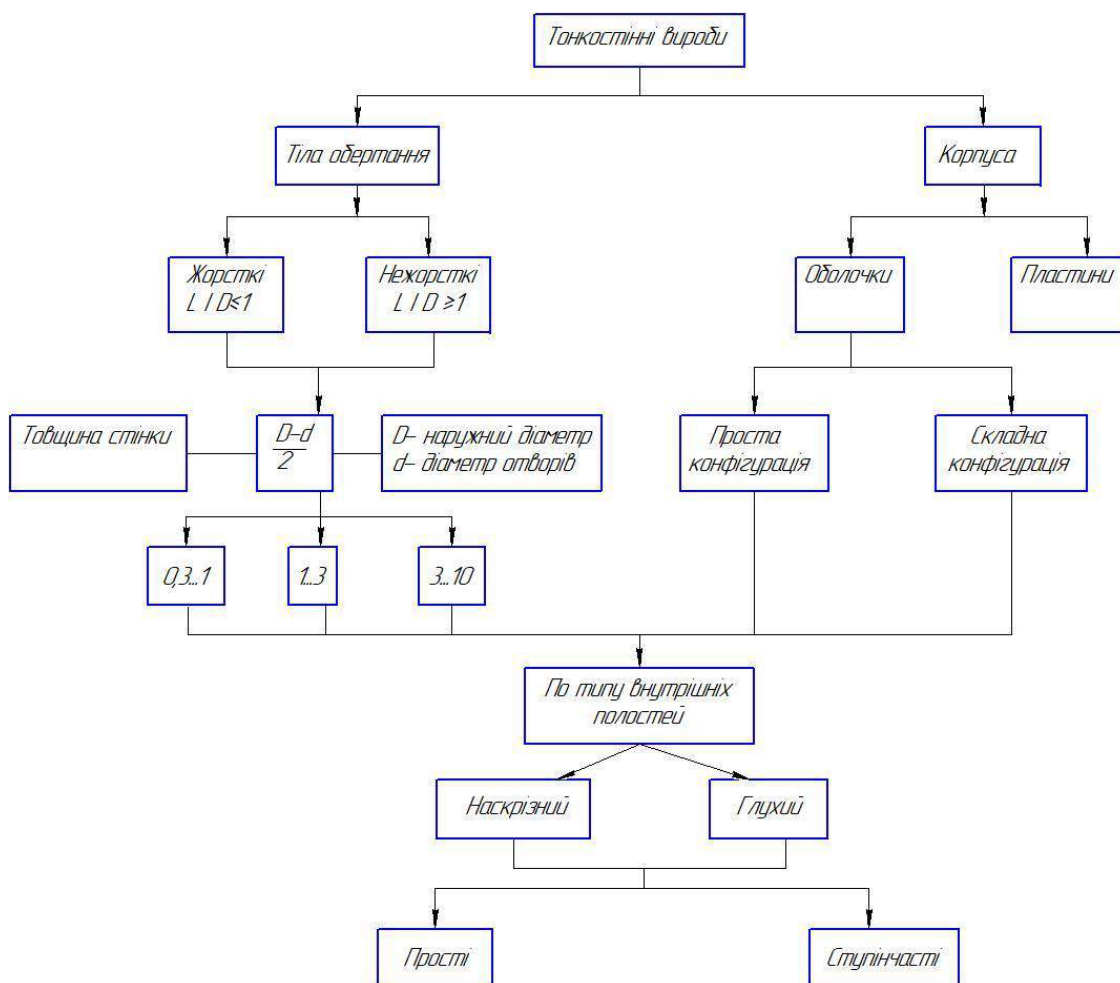 Тонкостінні вироби
Тіла обертання
Корпуса
Жорсткі
L / D≤1
Нежорсткі
L / D ≥1
Оболочки
Пластини
Товщина стінки
D-d
2
D- наружний діаметр
d- діаметр отворів
Проста
конфігурація
Складна
конфігурація
0,3...1
1...3
3...10
По типу внутрішніх
полостей
Наскрізний
Глухий
Прості
Ступінчасті